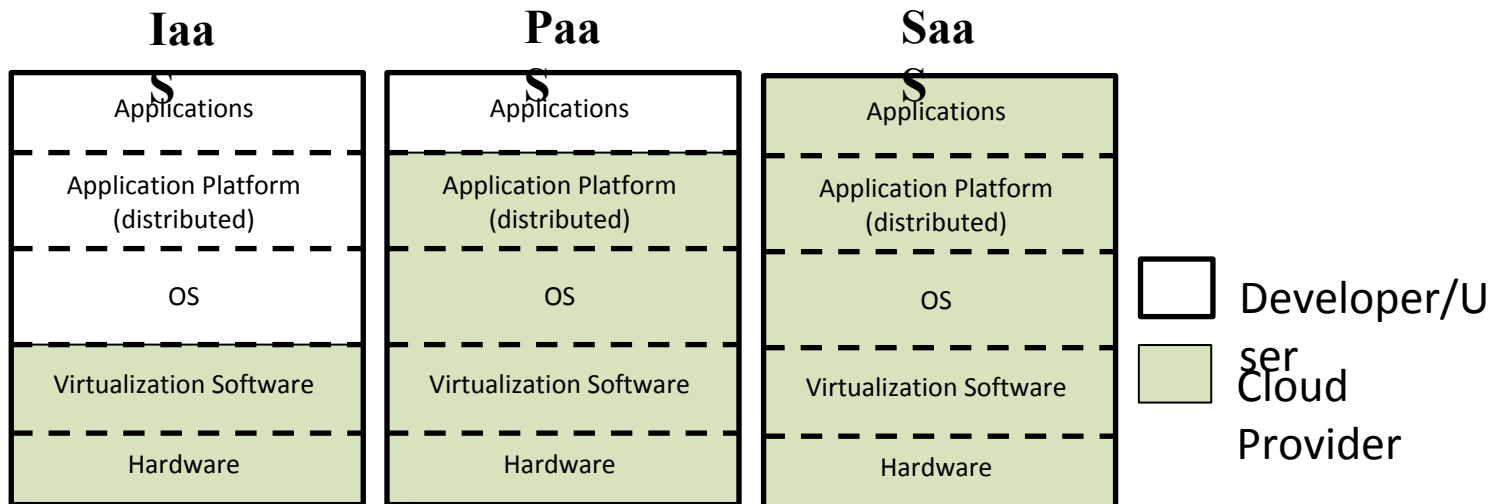 Iaa
S
Applications
Application Platform
(distributed)
OS
Virtualization Software
Hardware
Paa
S
Applications
Application Platform
(distributed)
OS
Virtualization Software
Hardware
Saa
S
Applications
Application Platform
(distributed)
OS
Virtualization Software
Hardware
Developer/U
ser
Cloud
Provider